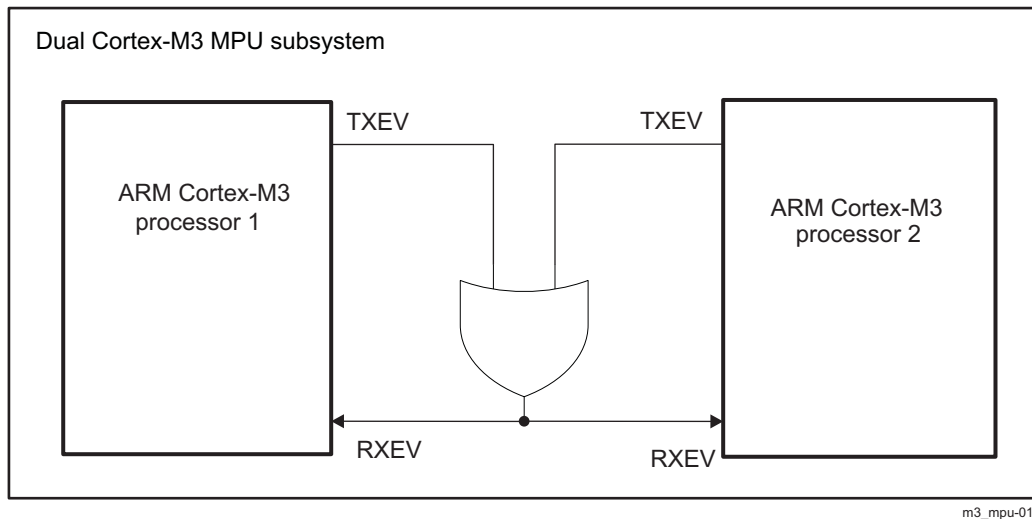 Dual Cortex-M3 MPU subsystem
TXEV
TXEV
ARM Cortex-M3
processor 1
ARM Cortex-M3
processor 2
RXEV
RXEV
m3_mpu-01